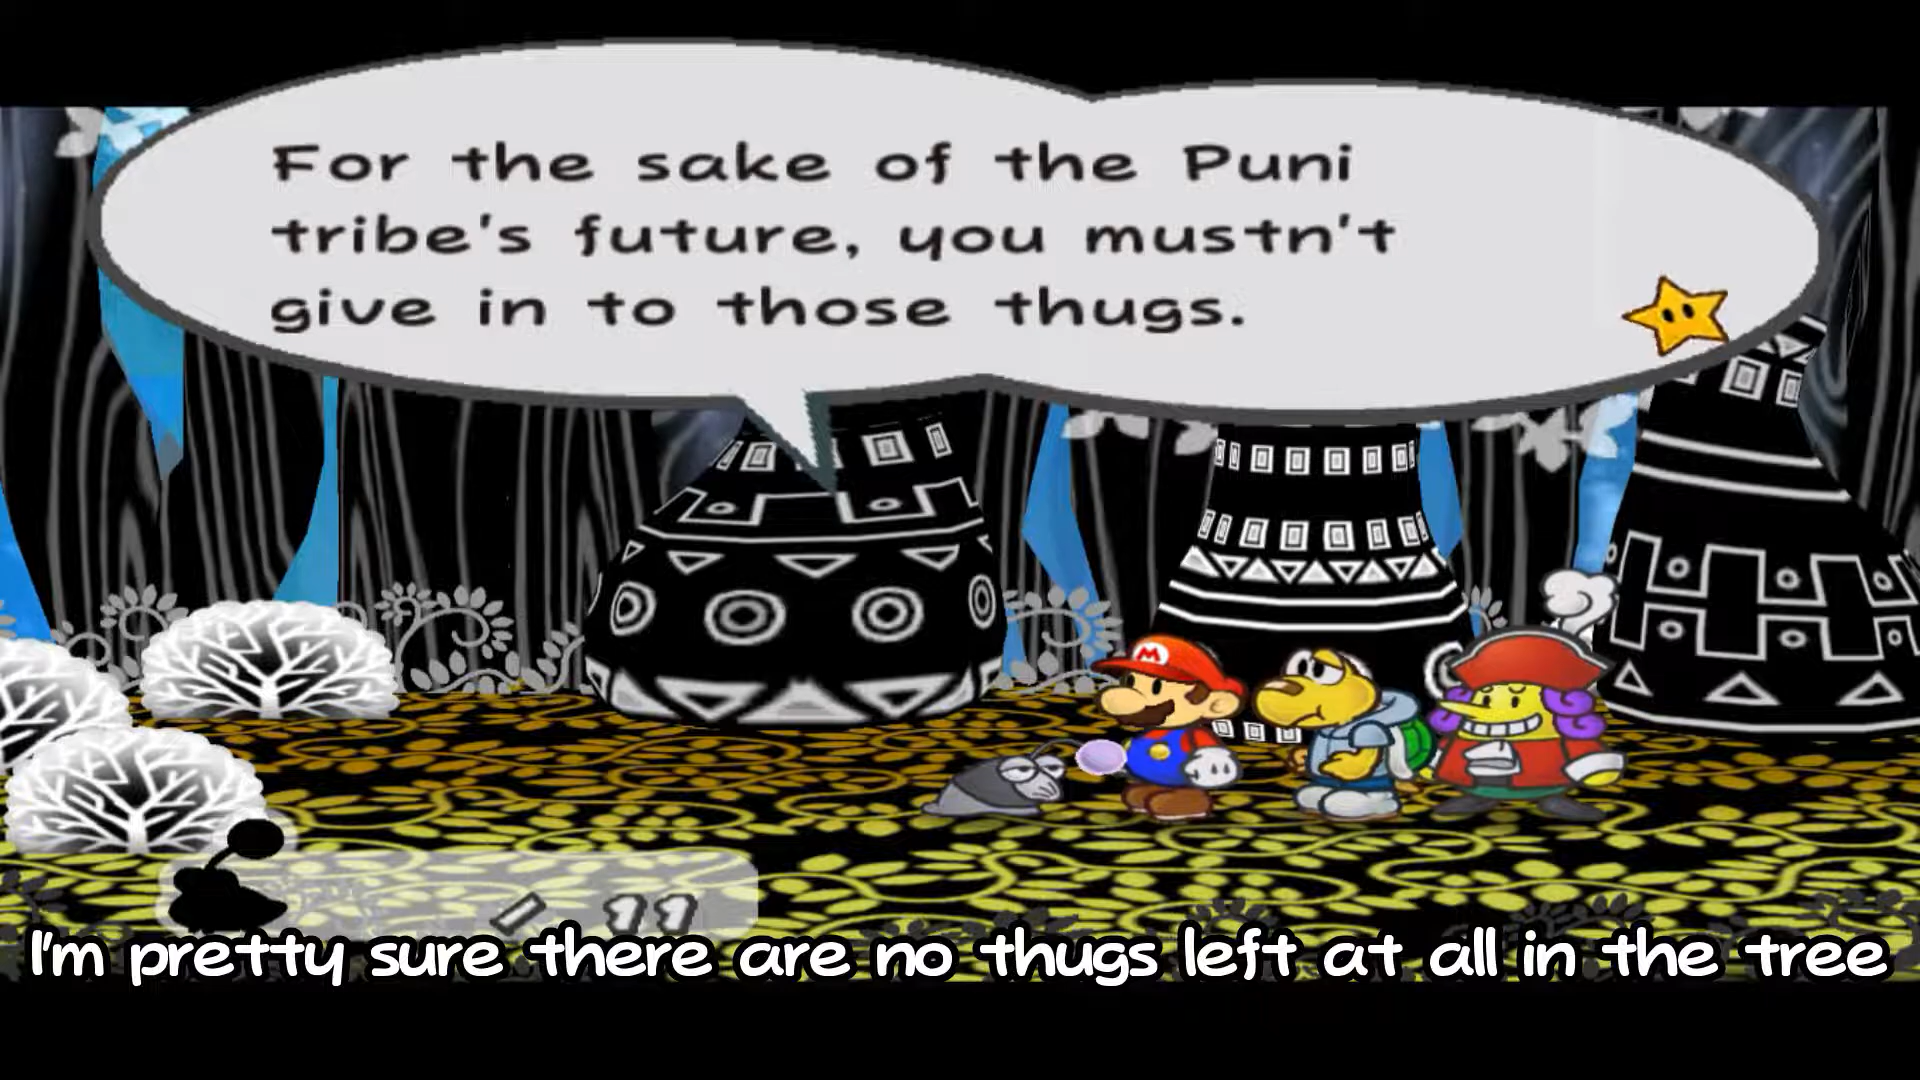 For the sake of the Puni
tribe's future, you mustn't
give in to those thugs.
M
/ 11
I'm pretty sure there are no thugs left at all in the tree